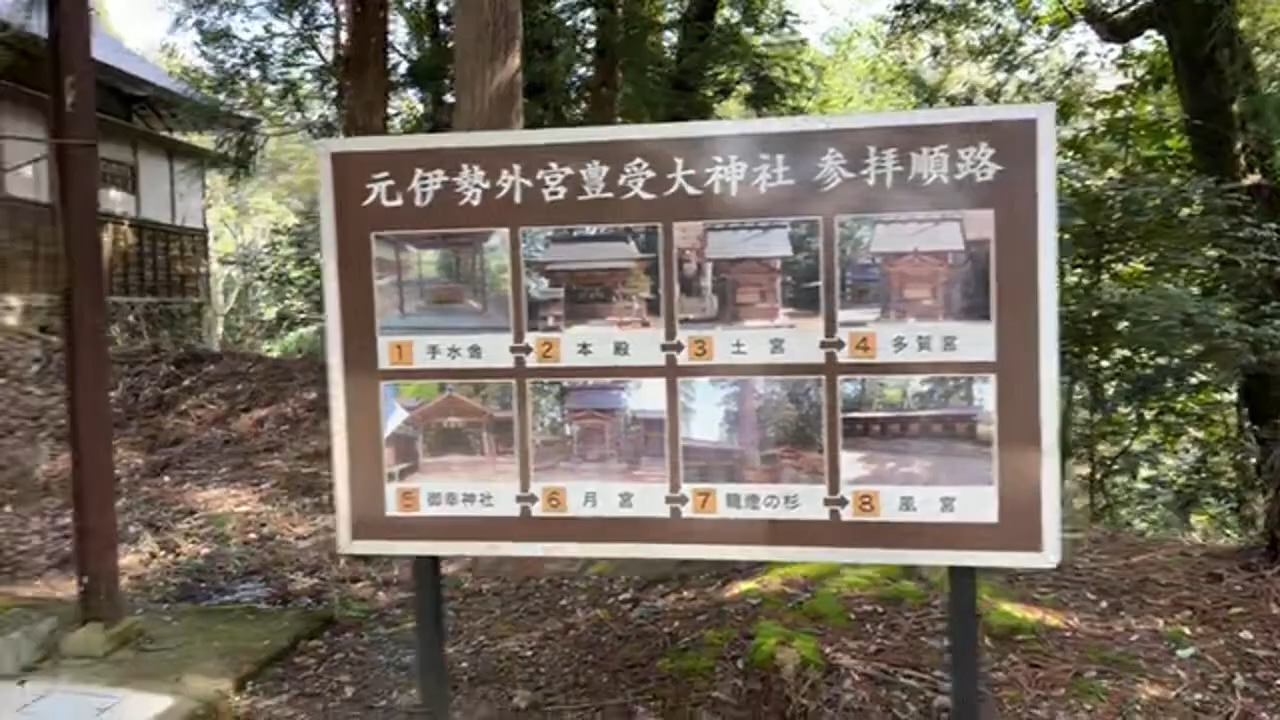 元伊勢外宮豊受大神社 参拝順路
1 手水舎 2 本殿 3 土宮 4 多賀宮
5 御幸神社 6 月宮 7 龍燈の杉 8 風宮